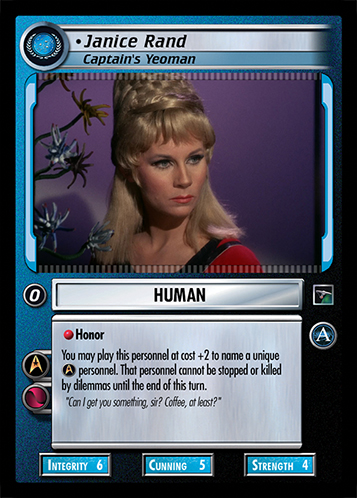 •Janice Rand
Captain's Yeoman
0
HUMAN
A
Honor
You may play this personnel at cost +2 to name a unique
personnel. That personnel cannot be stopped or killed
by dilemmas until the end of this turn.
"Can I get you something, sir? Coffee, at least?"
INTEGRITY 6
CUNNING 5
STRENGTH 4